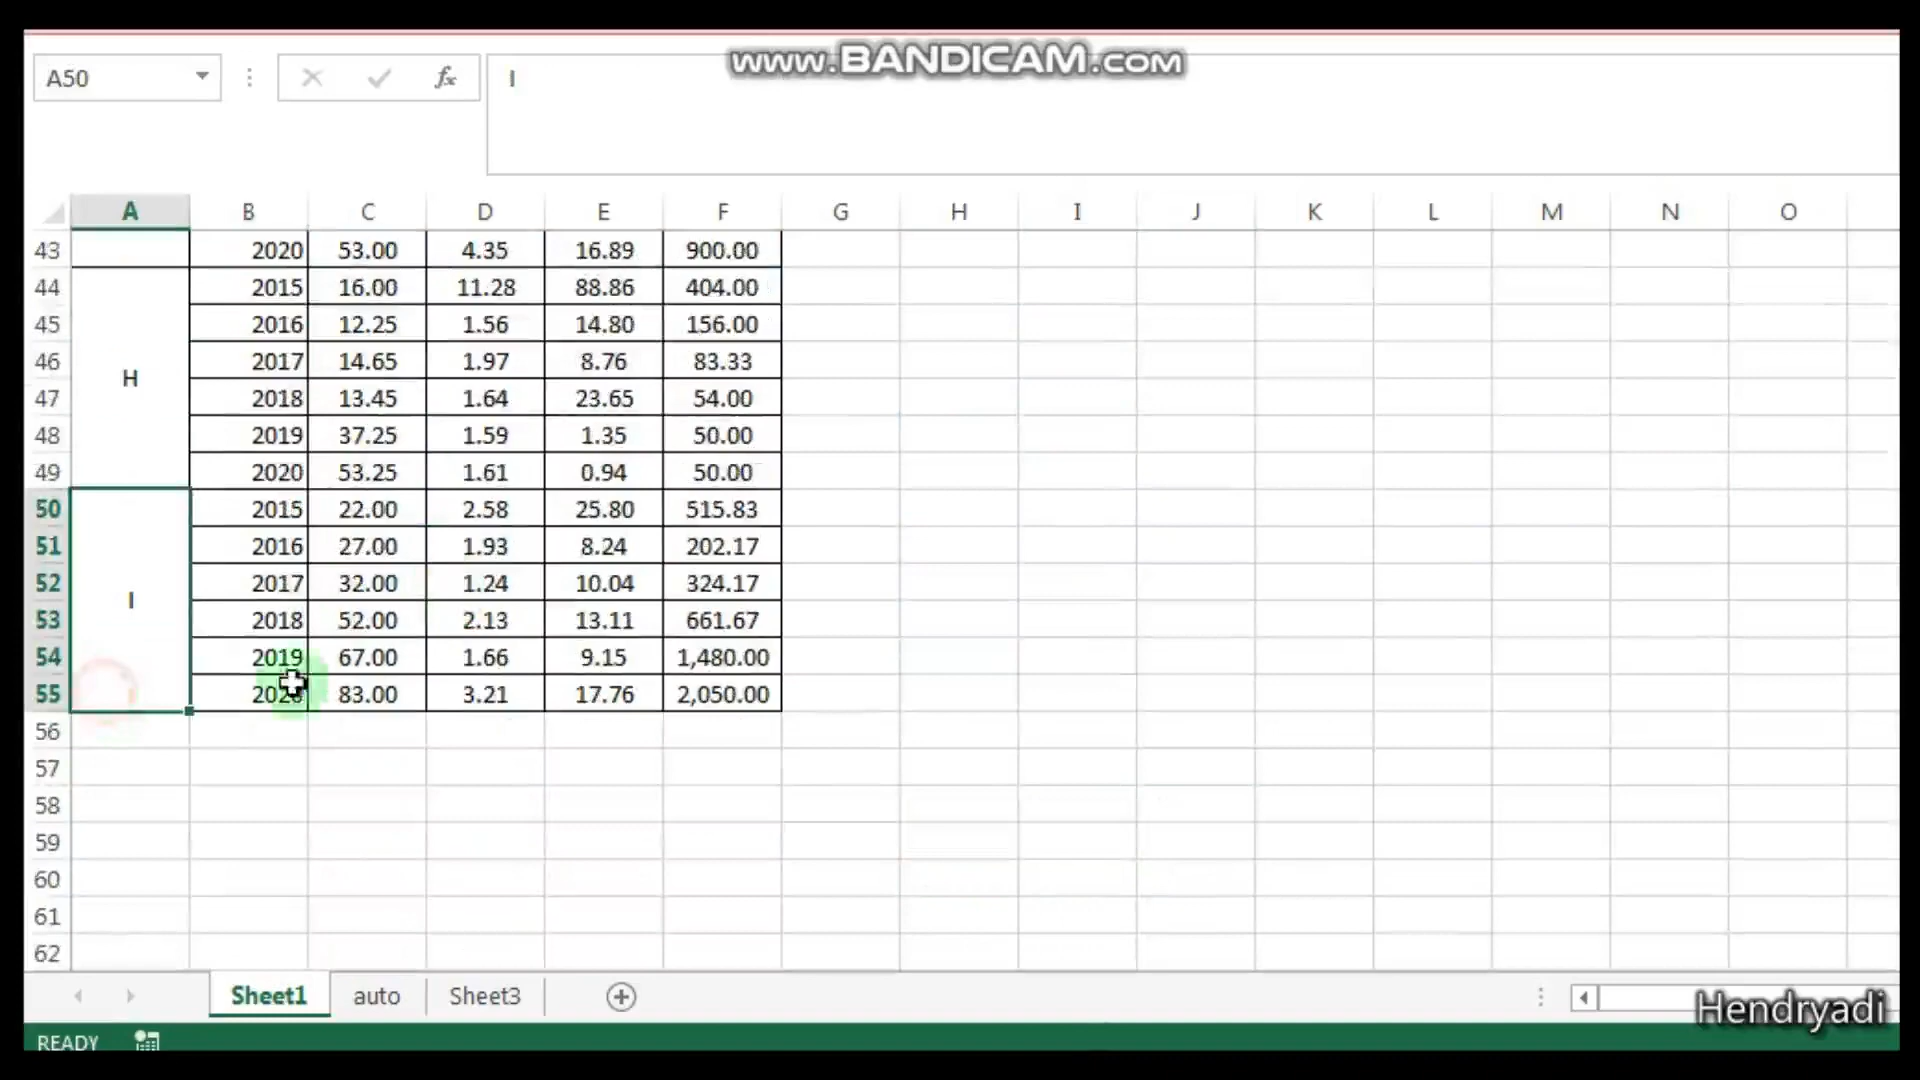 www.BANDICAM.com
A50 fx I
A B C D E F G H I J K L M N O
43 2020 53.00 4.35 16.89 900.00
44 2015 16.00 11.28 88.86 404.00
45 2016 12.25 1.56 14.80 156.00
46 H 2017 14.65 1.97 8.76 83.33
47 2018 13.45 1.64 23.65 54.00
48 2019 37.25 1.59 1.35 50.00
49 2020 53.25 1.61 0.94 50.00
50 2015 22.00 2.58 25.80 515.83
51 2016 27.00 1.93 8.24 202.17
52 I 2017 32.00 1.24 10.04 324.17
53 2018 52.00 2.13 13.11 661.67
54 2019 67.00 1.66 9.15 1,480.00
55 2020 83.00 3.21 17.76 2,050.00
56
57
58
59
60
61
62
Sheet1 auto Sheet3
Hendryadi
READY